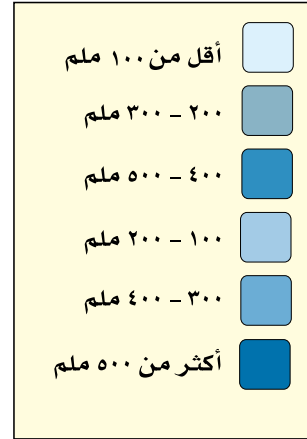 أقل من ١٠٠ ملم
٢٠٠ – ٣٠٠ ملم
٤٠٠ – ٥٠٠ ملم
١٠٠ – ٢٠٠ ملم
٣٠٠ – ٤٠٠ ملم
أكثر من ٥٠٠ ملم